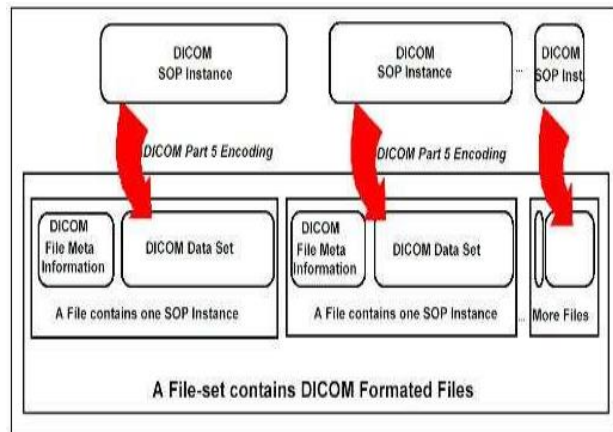 DICOM
SOP Instance
DICOM
SOP Instance
...
DICOM
SOP Inst.
DICOM Part 5 Encoding
DICOM Part 5 Encoding
DICOM
File Meta
Information
DICOM Data Set
DICOM
File Meta
Information
DICOM Data Set
A File contains one SOP Instance
A File contains one SOP Instance
...
More Files
A File-set contains DICOM Formated Files